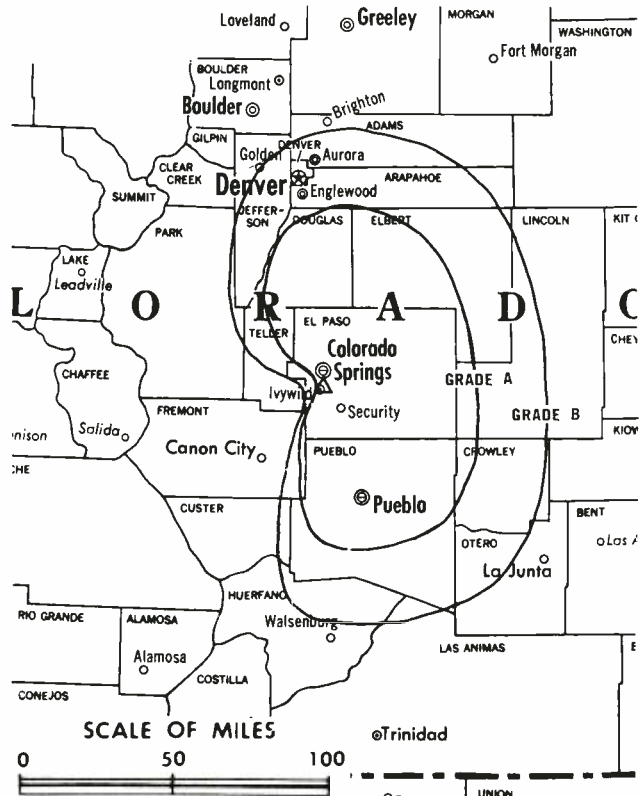 Loveland
Greeley
MORGAN
WASHINGTON
Fort Morgan
BOULDER
Longmont
Boulder
Brighton
ADAMS
GILPIN
DENVER
Golden
Aurora
CLEAR
CREEK
Denver
ARAPAHOE
Englewood
SUMMIT
JEFFER-
SON
DOUGLAS
ELBERT
LINCOLN
KIT C
PARK
LAKE
Leadville
L O R A D O
TELLER
EL PASO
CHEY
Colorado
Springs
CHAFFEE
GRADE A
Ivywild
Security
GRADE B
FREMONT
KIOW
Salida
nnison
Canon City
PUEBLO
CROWLEY
CHE
Pueblo
CUSTER
BENT
OTERO
Las A
La Junta
HUERFANO
RIO GRANDE
ALAMOSA
Walsenburg
LAS ANIMAS
Alamosa
COSTILLA
CONEJOS
SCALE OF MILES
Trinidad
0 50 100
UNION